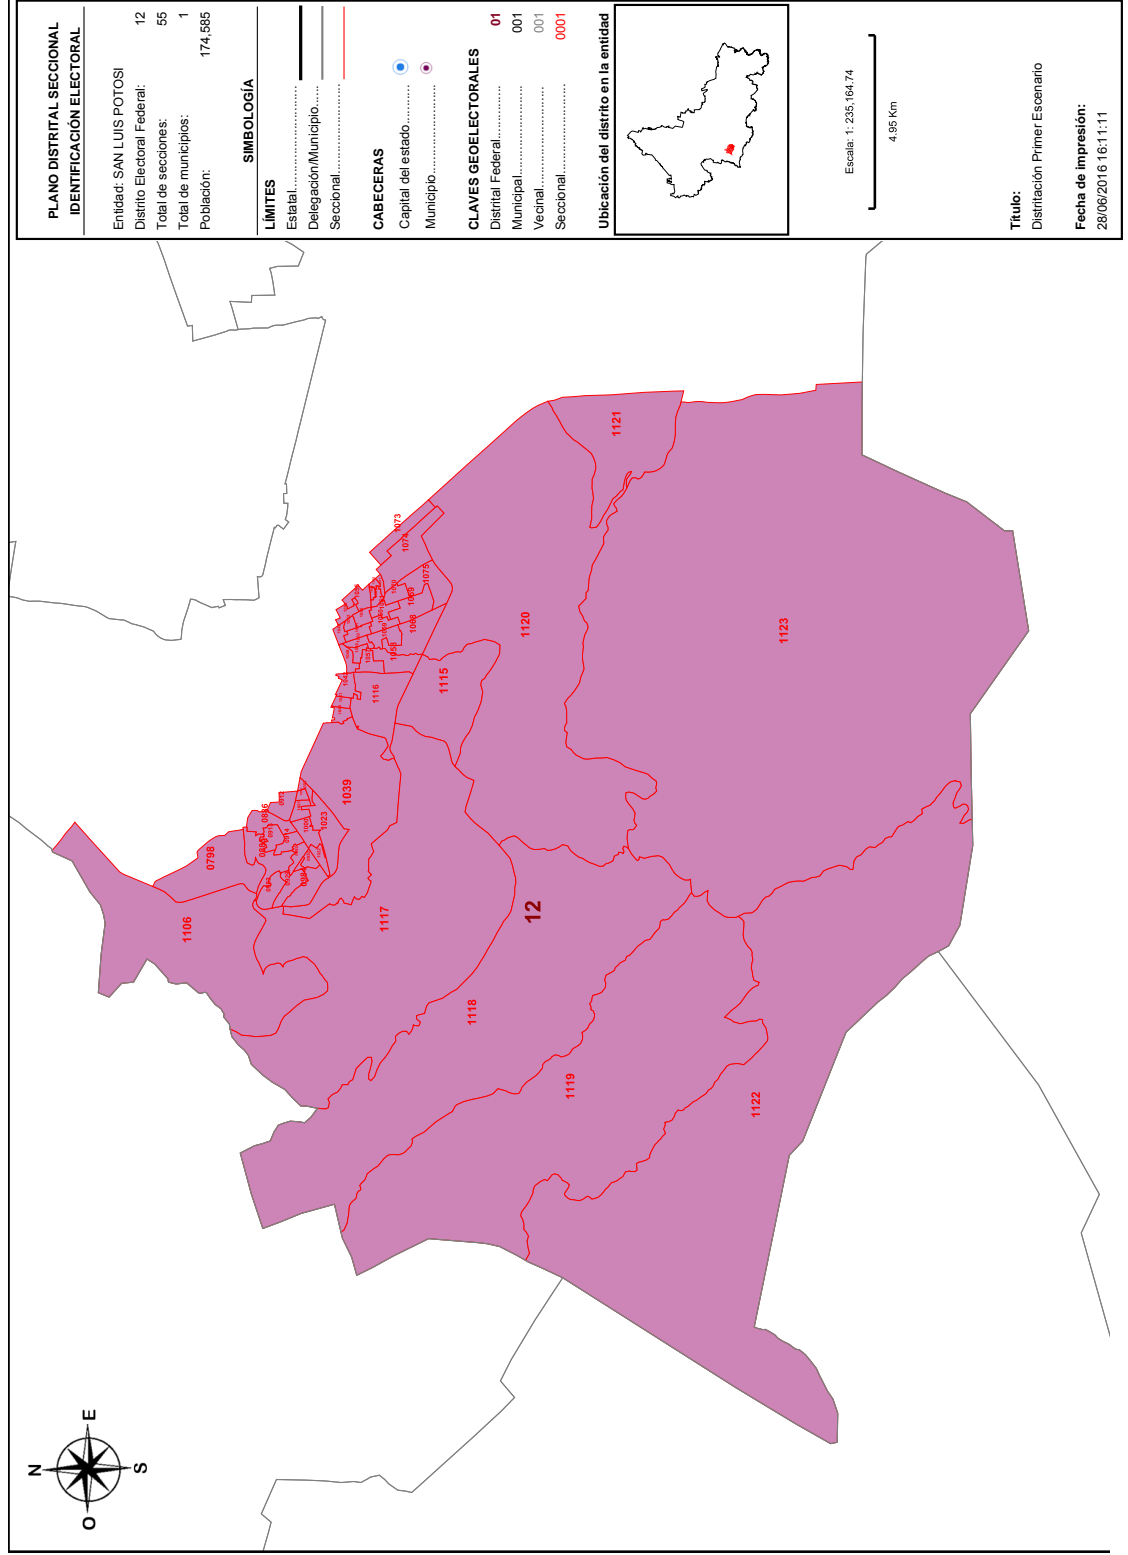 PLANO DISTRITAL SECCIONAL
IDENTIFICACIÓN ELECTORAL
Entidad: SAN LUIS POTOSI
Distrito Electoral Federal: 12
Total de secciones: 55
Total de municipios: 1
Población: 174,585
SIMBOLOGÍA
LÍMITES
Estatal
Delegación/Municipio
Seccional
CABECERAS
Capital del estado
Municipio
CLAVES GEOELECTORALES
Distrital Federal 01
Municipal 001
Vecinal 001
Seccional 0001
Ubicación del distrito en la entidad
Escala: 1: 235,164.74
4.95 Km
Título:
Distritación Primer Escenario
Fecha de impresión:
28/06/2016 16:11:11
N
O
E
S
12
1106
0798
1117
1118
1119
1122
1123
1120
1121
1115
1116
1039
1023
1073
1074
1075
1068